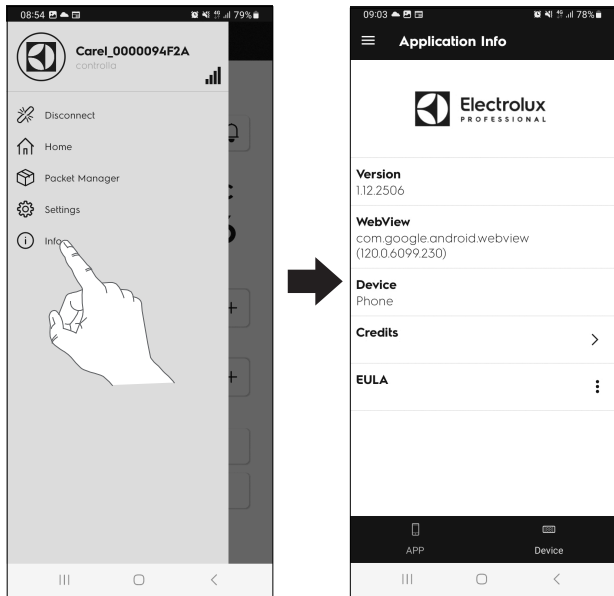 08:54
79%
Carel_0000094F2A
controlla
Disconnect
Home
Packet Manager
Settings
Info
C
09:03
78%
Application Info
Electrolux
PROFESSIONAL
Version
1.12.2506
WebView
com.google.android.webview
(120.0.6099.230)
Device
Phone
Credits
EULA
APP
Device